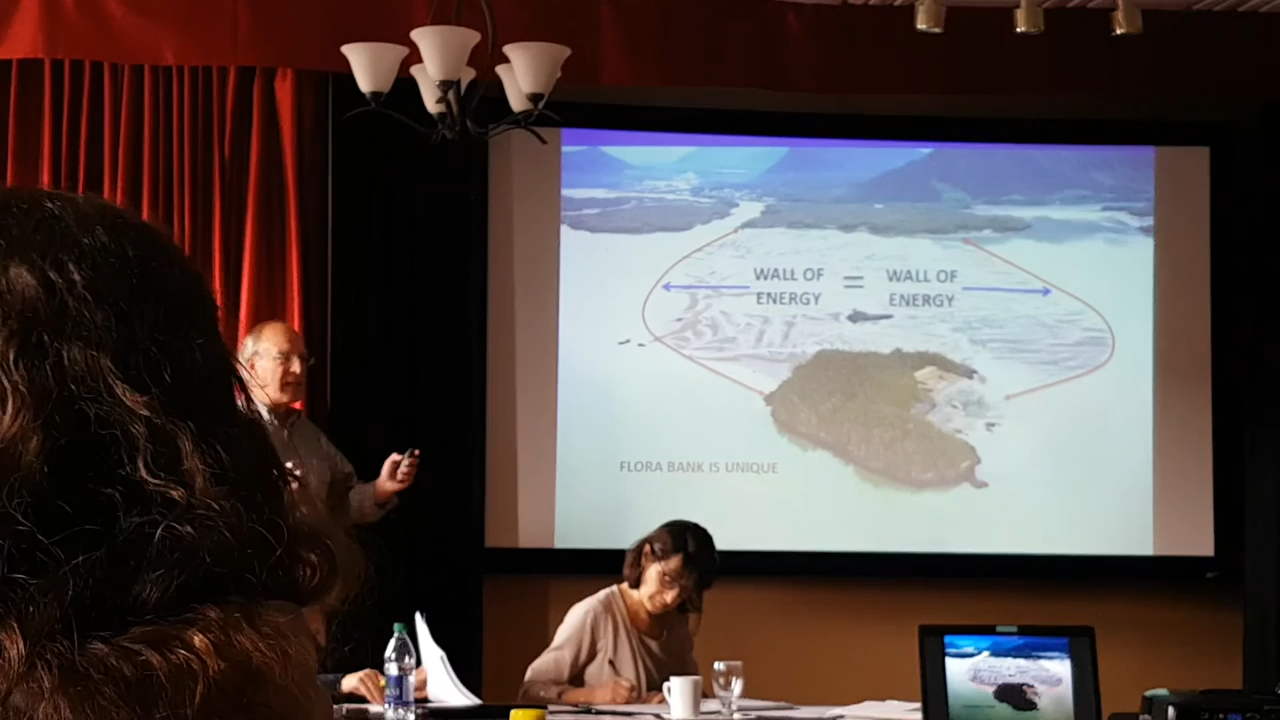 WALL OF = WALL OF
ENERGY ENERGY
FLORA BANK IS UNIQUE